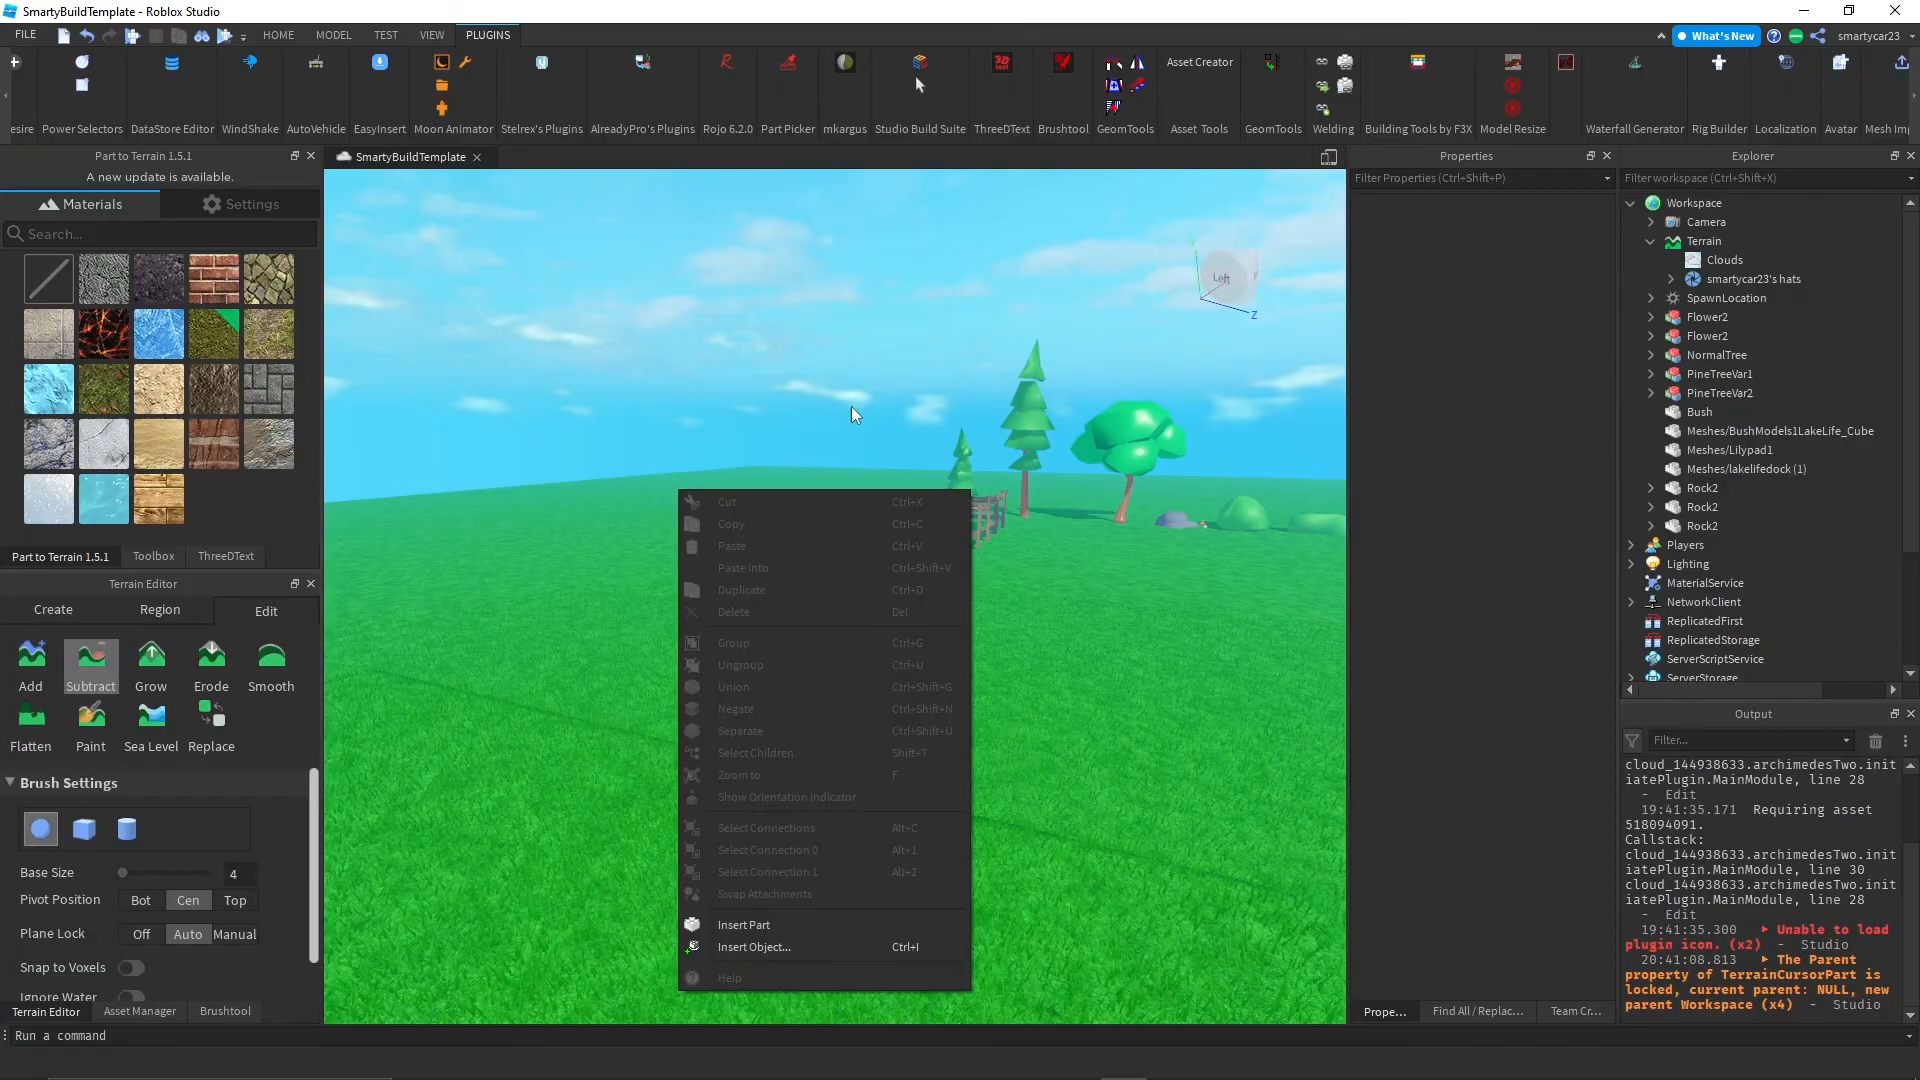 SmartyBuildTemplate - Roblox Studio
FILE
HOME
MODEL
TEST
VIEW
PLUGINS
What's New
smartycar23
Asset Creator
esire
Power Selectors
DataStore Editor
WindShake
AutoVehicle
EasyInsert
Moon Animator
Stelrex's Plugins
AlreadyPro's Plugins
Rojo 6.2.0
Part Picker
mkargus
Studio Build Suite
ThreeDText
Brushtool
GeomTools
Asset Tools
GeomTools
Welding
Building Tools by F3X
Model Resize
Waterfall Generator
Rig Builder
Localization
Avatar
Mesh Imp
Part to Terrain 1.5.1
A new update is available.
Materials
Settings
Search...
Part to Terrain 1.5.1
Toolbox
ThreeDText
Terrain Editor
Create
Region
Edit
Add
Subtract
Grow
Erode
Smooth
Flatten
Paint
Sea Level
Replace
Brush Settings
Base Size
4
Pivot Position
Bot
Cen
Top
Plane Lock
Off
Auto
Manual
Snap to Voxels
Ignore Water
Terrain Editor
Asset Manager
Brushtool
Run a command
SmartyBuildTemplate
Left
Y
Z
Cut Ctrl+X
Copy Ctrl+C
Paste Ctrl+V
Paste Into Ctrl+Shift+V
Duplicate Ctrl+D
Delete Del
Group Ctrl+G
Ungroup Ctrl+U
Union Ctrl+Shift+G
Negate Ctrl+Shift+N
Separate Ctrl+Shift+U
Select Children Shift+T
Zoom to F
Show Orientation Indicator
Select Connections Alt+C
Select Connection 0 Alt+1
Select Connection 1 Alt+2
Swap Attachments
Insert Part
Insert Object... Ctrl+I
Help
Properties
Filter Properties (Ctrl+Shift+P)
Prope...
Find All / Replac...
Team Cr...
Explorer
Filter workspace (Ctrl+Shift+X)
Workspace
Camera
Terrain
Clouds
smartycar23's hats
SpawnLocation
Flower2
Flower2
NormalTree
PineTreeVar1
PineTreeVar2
Bush
Meshes/BushModels1LakeLife_Cube
Meshes/Lilypad1
Meshes/lakelifedock (1)
Rock2
Rock2
Rock2
Players
Lighting
MaterialService
NetworkClient
ReplicatedFirst
ReplicatedStorage
ServerScriptService
ServerStorage
Output
Filter...
cloud_144938633.archimedesTwo.init
iatePlugin.MainModule, line 28
- Edit
19:41:35.171 Requiring asset
518094091.
Callstack:
cloud_144938633.archimedesTwo.init
iatePlugin.MainModule, line 30
cloud_144938633.archimedesTwo.init
iatePlugin.MainModule, line 28
- Edit
19:41:35.300 Unable to load
plugin icon. (x2) - Studio
20:41:08.813 The Parent
property of TerrainCursorPart is
locked, current parent: NULL, new
parent Workspace (x4) - Studio